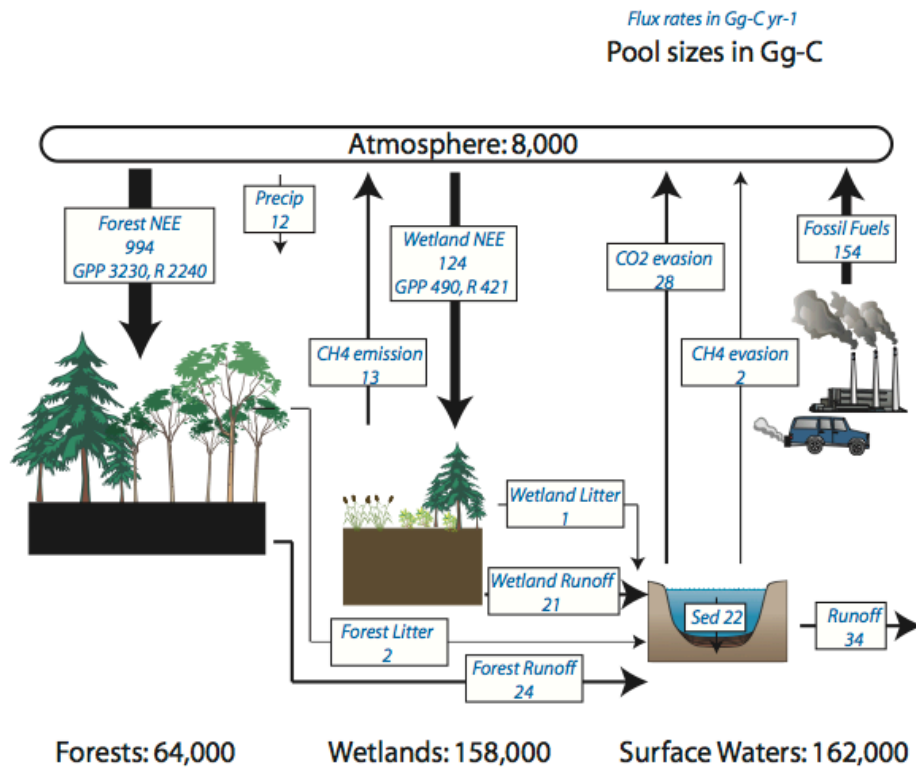 Flux rates in Gg-C yr-1
Pool sizes in Gg-C
Atmosphere: 8,000
Forest NEE
994
GPP 3230, R 2240
Precip
12
Wetland NEE
124
GPP 490, R 421
CO2 evasion
28
Fossil Fuels
154
CH4 emission
13
CH4 evasion
2
Wetland Litter
1
Wetland Runoff
21
Sed 22
Runoff
34
Forest Litter
2
Forest Runoff
24
Forests: 64,000
Wetlands: 158,000
Surface Waters: 162,000